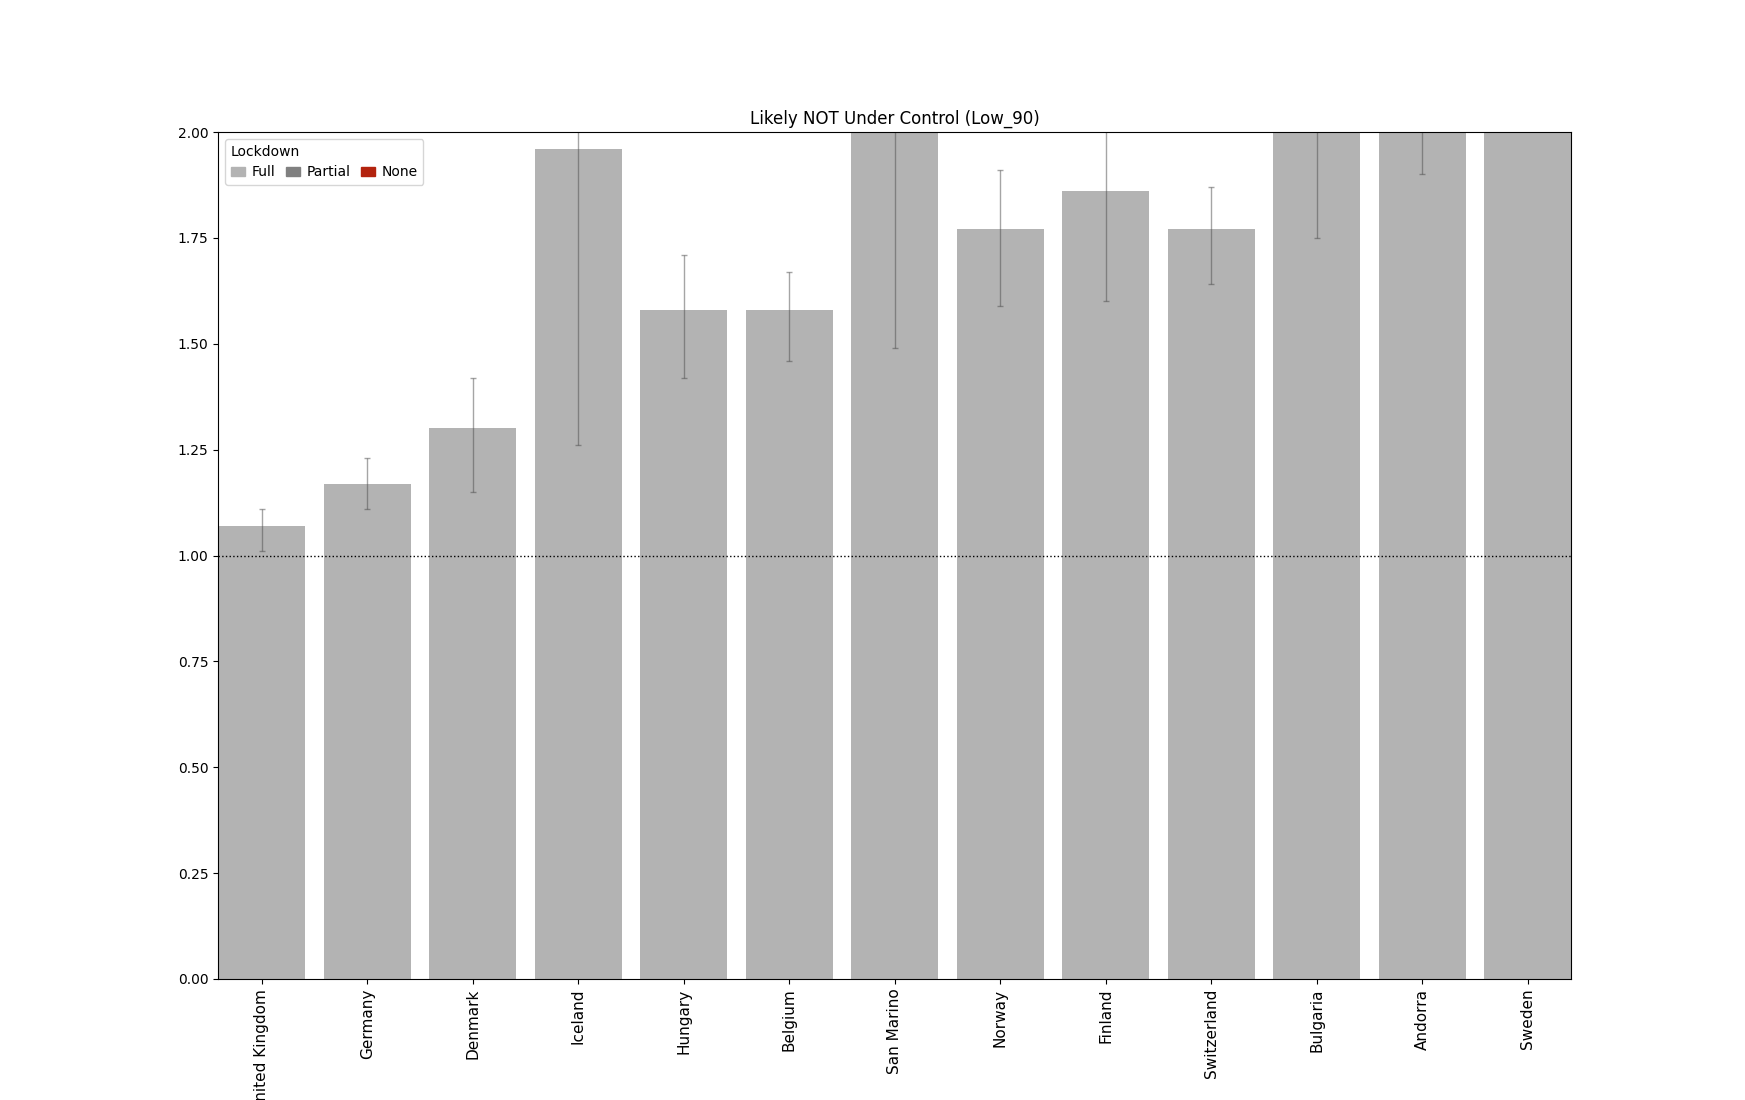 Likely NOT Under Control (Low_90)
Lockdown
Full Partial None
2.00
1.75
1.50
1.25
1.00
0.75
0.50
0.25
0.00
nited Kingdom
Germany
Denmark
Iceland
Hungary
Belgium
San Marino
Norway
Finland
Switzerland
Bulgaria
Andorra
Sweden